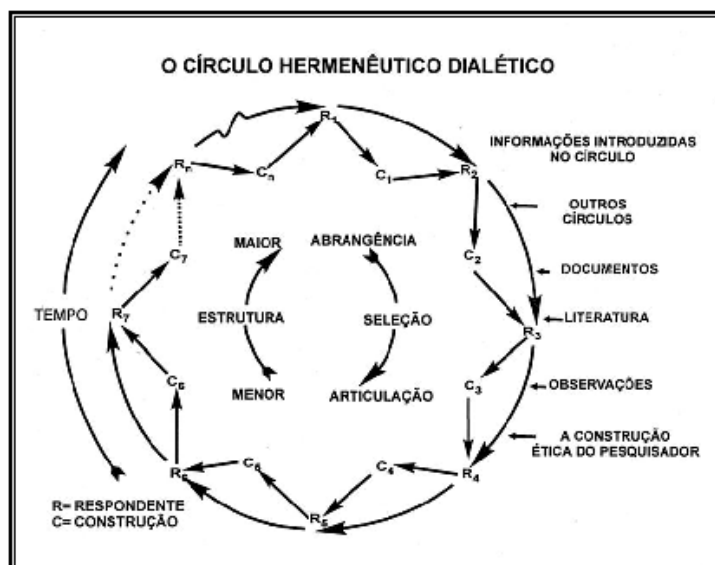 O CÍRCULO HERMENÊUTICO DIALÉTICO
R1
INFORMAÇÕES INTRODUZIDAS
NO CÍRCULO
Rn
Cn
C1
R2
OUTROS
CÍRCULOS
MAIOR
ABRANGÊNCIA
C7
C2
DOCUMENTOS
TEMPO
R7
ESTRUTURA
SELEÇÃO
R3
LITERATURA
C6
MENOR
ARTICULAÇÃO
C3
OBSERVAÇÕES
A CONSTRUÇÃO
ÉTICA DO PESQUISADOR
R6
C5
C4
R4
R5
R= RESPONDENTE
C= CONSTRUÇÃO